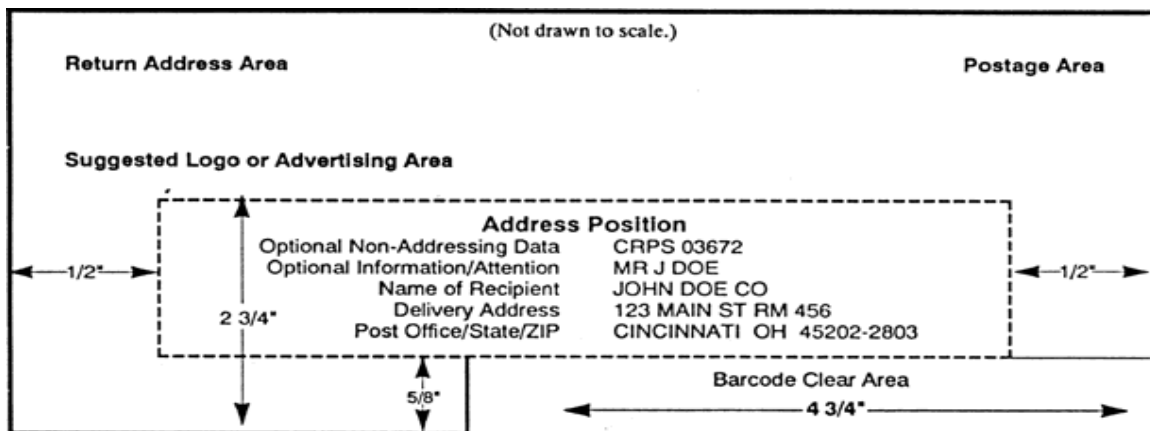 (Not drawn to scale.)
Return Address Area
Postage Area
Suggested Logo or Advertising Area
Address Position
Optional Non-Addressing Data CRPS 03672
Optional Information/Attention MR J DOE
Name of Recipient JOHN DOE CO
Delivery Address 123 MAIN ST RM 456
Post Office/State/ZIP CINCINNATI OH 45202-2803
1/2"
1/2"
2 3/4"
5/8"
Barcode Clear Area
4 3/4"